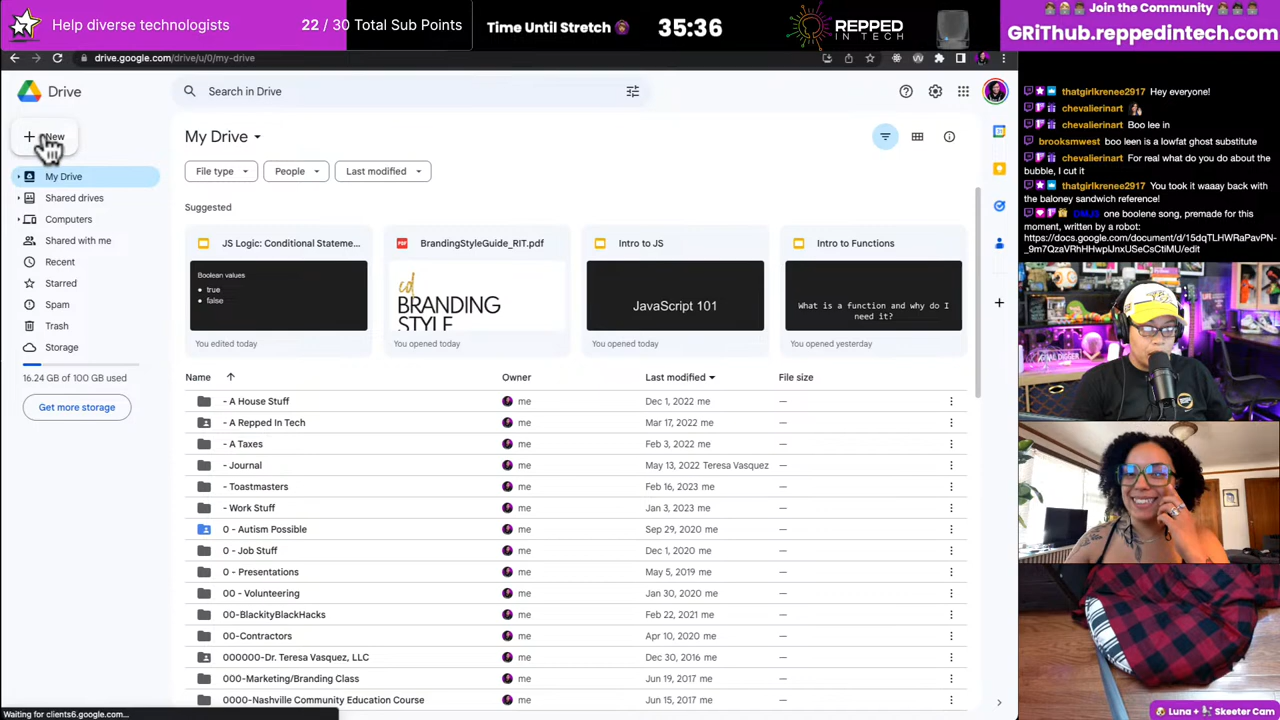 Help diverse technologists
22 / 30 Total Sub Points
Time Until Stretch
35:36
REPPED
IN TECH
Join the Community
GRIThub.reppedintech.com
drive.google.com/drive/u/0/my-drive
Drive
Search in Drive
New
My Drive
Shared drives
Computers
Shared with me
Recent
Starred
Spam
Trash
Storage
16.24 GB of 100 GB used
Get more storage
My Drive
File type
People
Last modified
Suggested
JS Logic: Conditional Stateme...
BrandingStyleGuide_RIT.pdf
Intro to JS
Intro to Functions
Boolean values
true
false
cd
BRANDING
STYLE
JavaScript 101
What is a function and why do I
need it?
You edited today
You opened today
You opened today
You opened yesterday
Name Owner Last modified File size
- A House Stuff me Dec 1, 2022 me —
- A Repped In Tech me Mar 17, 2022 me —
- A Taxes me Feb 3, 2022 me —
- Journal me May 13, 2022 Teresa Vasquez —
- Toastmasters me Feb 16, 2023 me —
- Work Stuff me Jan 3, 2023 me —
0 - Autism Possible me Sep 29, 2020 me —
0 - Job Stuff me Dec 1, 2020 me —
0 - Presentations me May 5, 2019 me —
00 - Volunteering me Jan 30, 2020 me —
00-BlackityBlackHacks me Feb 22, 2021 me —
00-Contractors me Apr 10, 2020 me —
000000-Dr. Teresa Vasquez, LLC me Dec 30, 2016 me —
000-Marketing/Branding Class me Jun 19, 2017 me —
0000-Nashville Community Education Course me Jun 15, 2017 me —
Waiting for clients6.google.com...
thatgirlkrenee2917 Hey everyone!
chevalierinart
chevalierinart Boo lee in
brooksmwest boo leen is a lowfat ghost substitute
chevalierinart For real what do you do about the
bubble, I cut it
thatgirlkrenee2917 You took it waaay back with
the baloney sandwich reference!
one boolene song, premade for this
moment, written by a robot:
Luna + Skeeter Cam